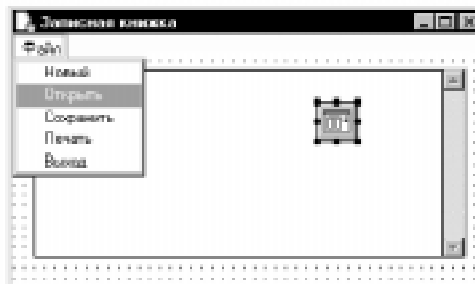 Записная книжка
Файл
Новый
Открыть
Сохранить
Печать
Выход